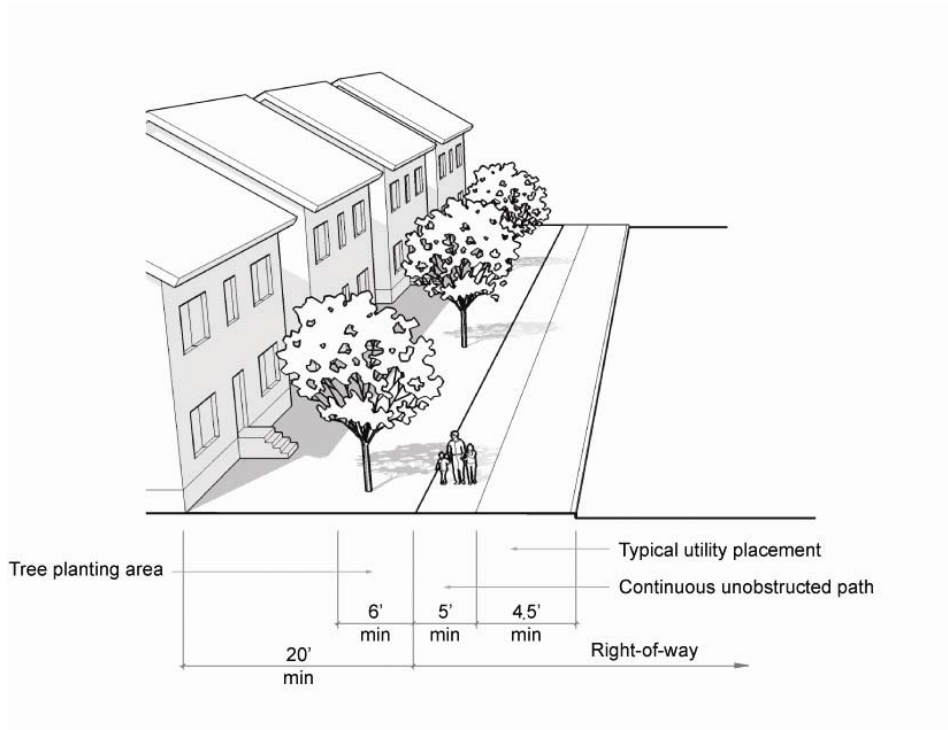 Typical utility placement
Tree planting area
Continuous unobstructed path
6’ 5’ 4.5’
min min min
20’ Right-of-way
min